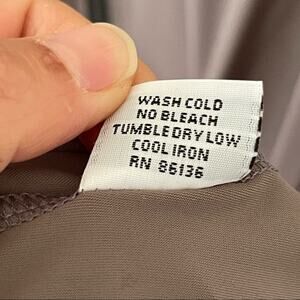 WASH COLD
NO BLEACH
TUMBLE DRY LOW
COOL IRON
RN 86136